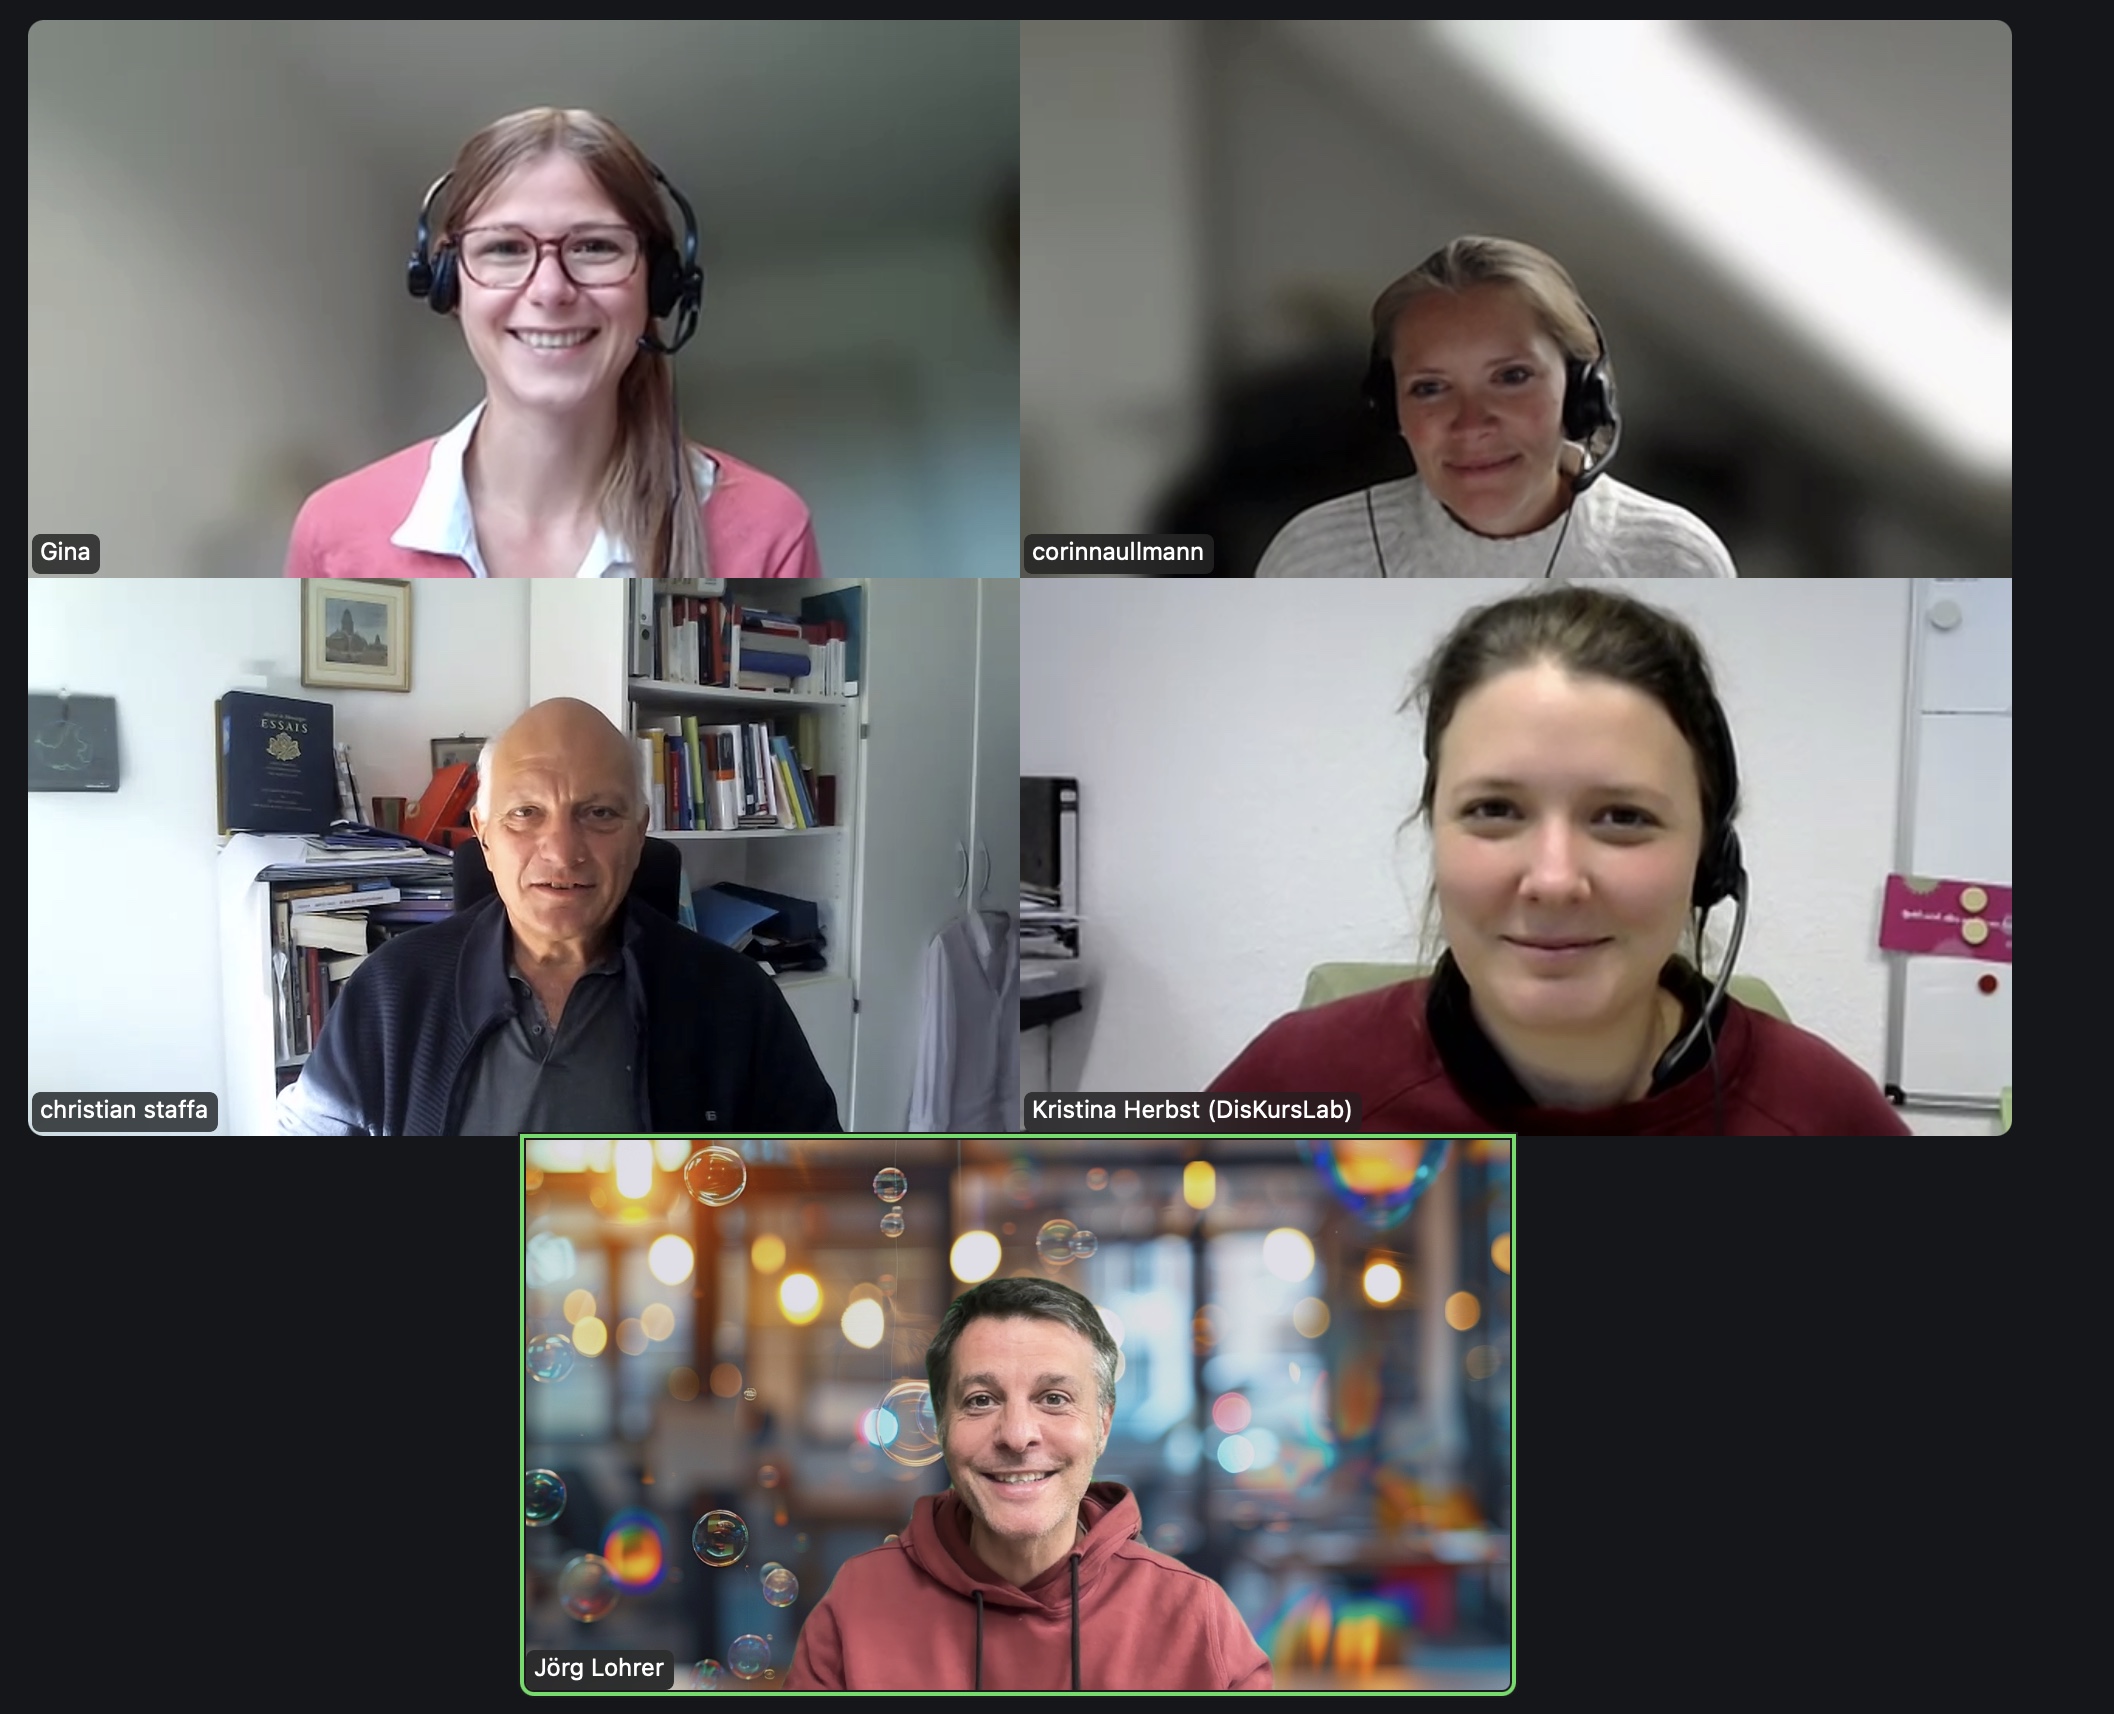 Gina
corinnaullmann
ESSAIS
christian staffa
Kristina Herbst (DisKursLab)
Jörg Lohrer